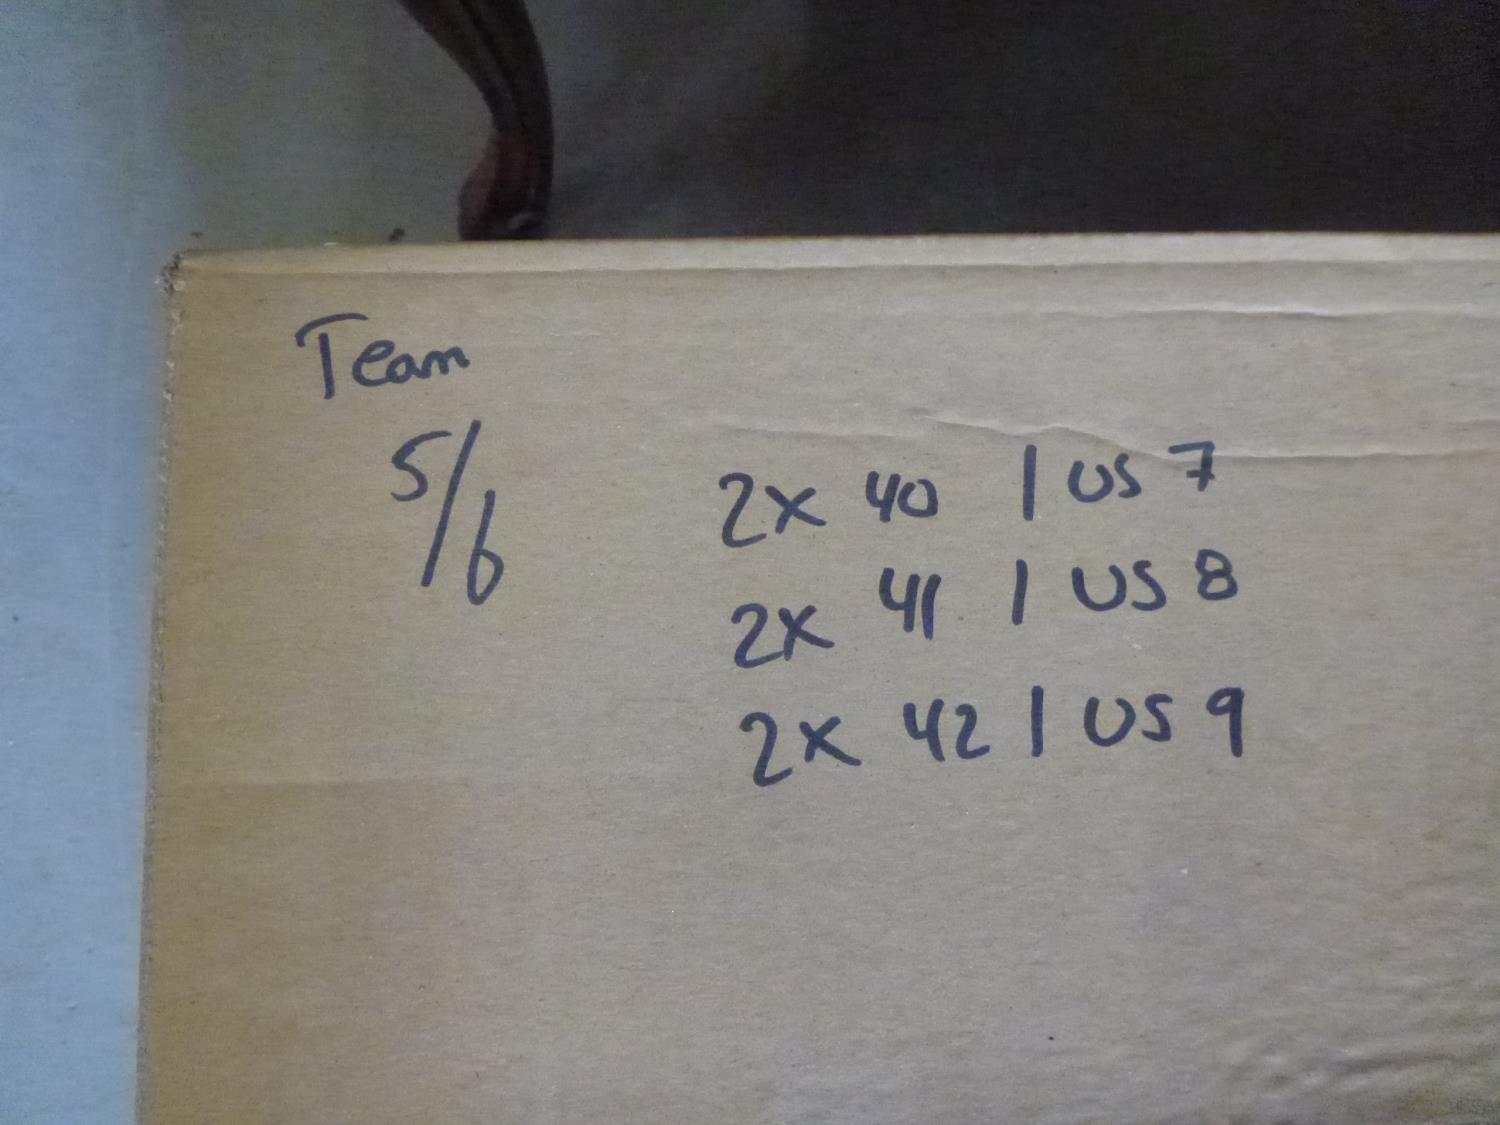 Team
5/6
2x 40 | US 7
2x 41 | US 8
2x 42 | US 9